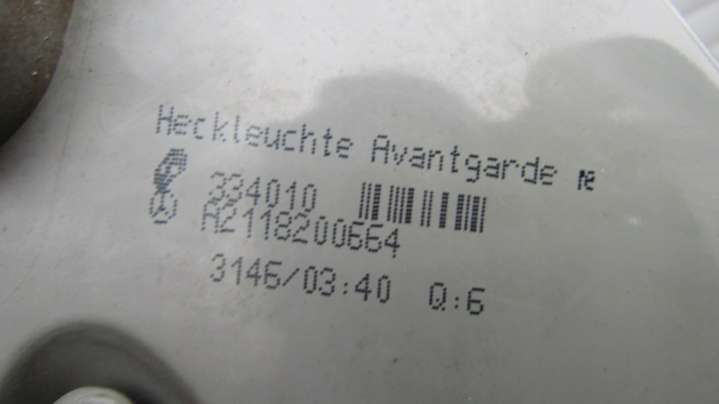 Heckleuchte Avantgarde
334010
A2118200664
3146/03:40 Q:6